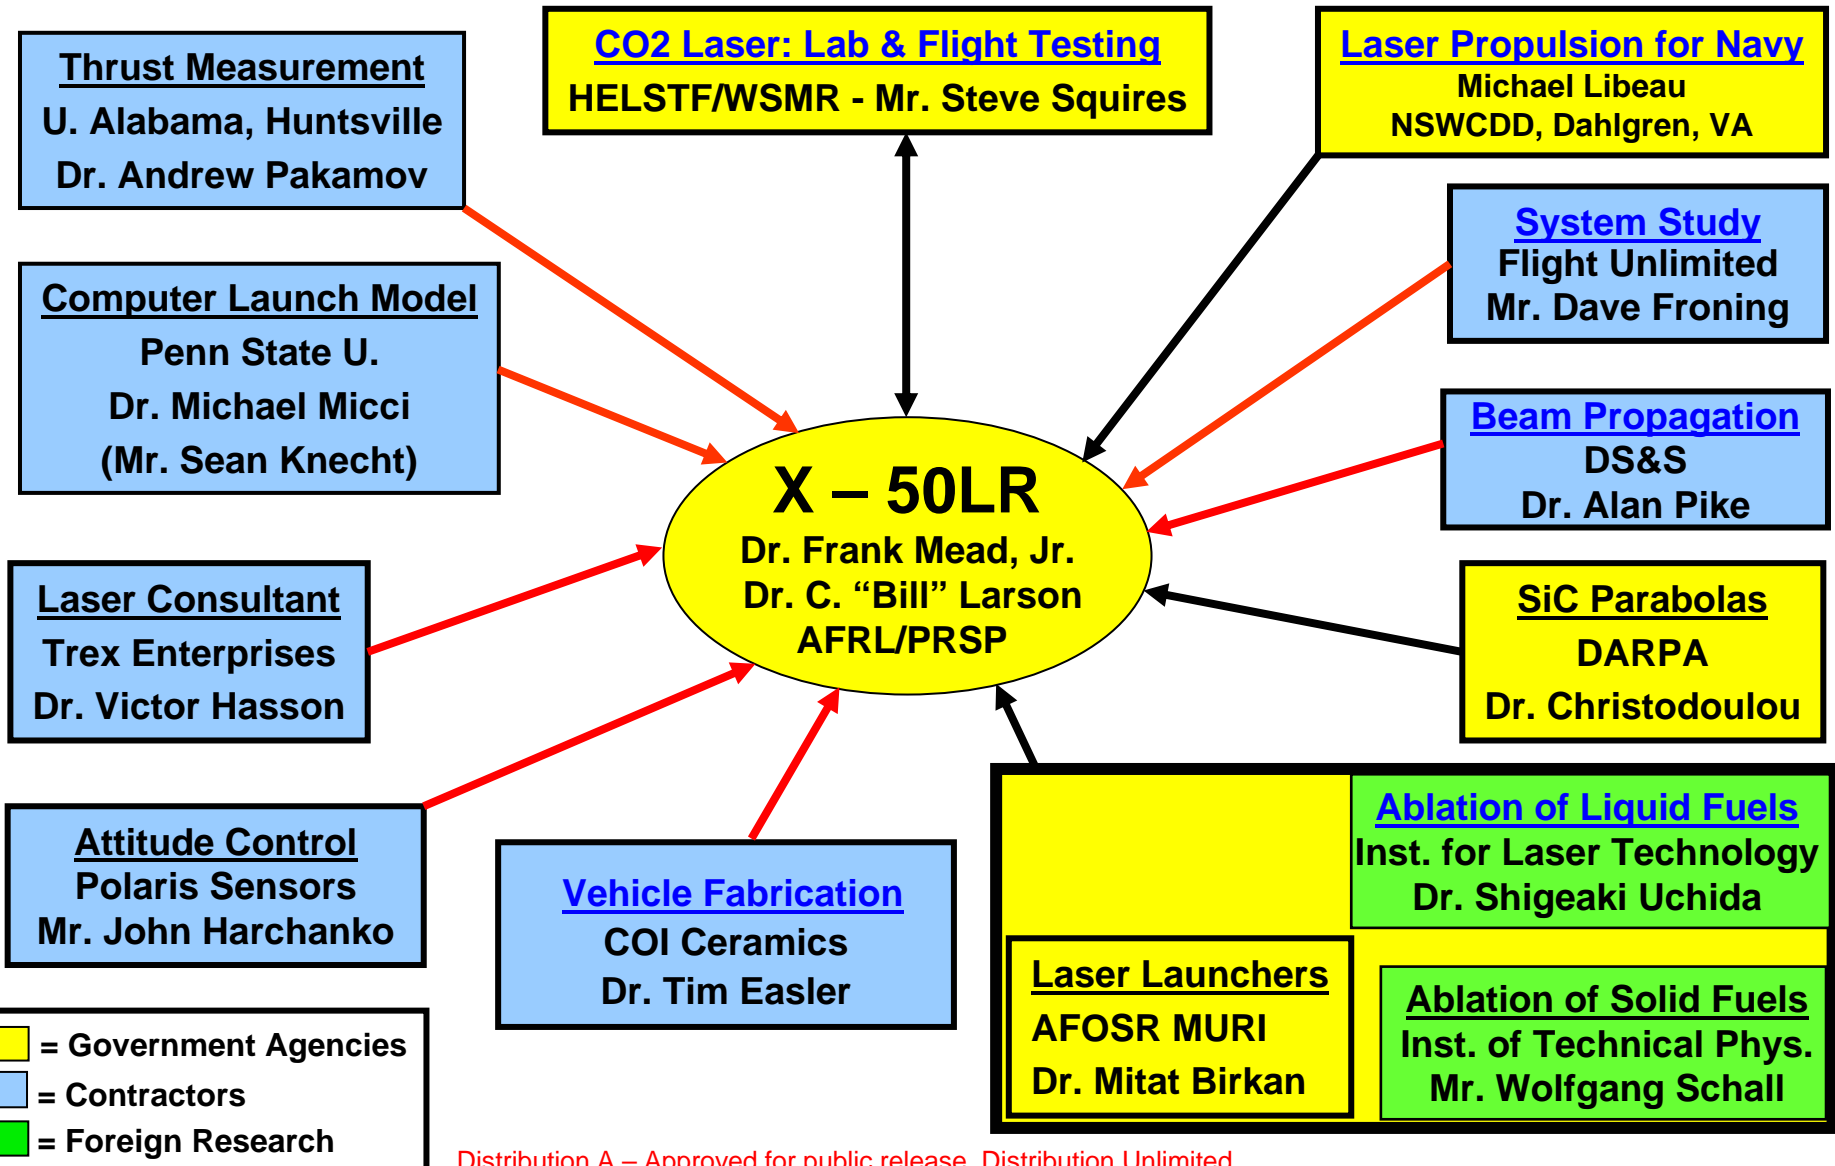 Thrust Measurement
U. Alabama, Huntsville
Dr. Andrew Pakamov
CO2 Laser: Lab & Flight Testing
HELSTF/WSMR - Mr. Steve Squires
Laser Propulsion for Navy
Michael Libeau
NSWCDD, Dahlgren, VA
Computer Launch Model
Penn State U.
Dr. Michael Micci
(Mr. Sean Knecht)
System Study
Flight Unlimited
Mr. Dave Froning
Beam Propagation
DS&S
Dr. Alan Pike
X – 50LR
Dr. Frank Mead, Jr.
Dr. C. “Bill” Larson
AFRL/PRSP
Laser Consultant
Trex Enterprises
Dr. Victor Hasson
SiC Parabolas
DARPA
Dr. Christodoulou
Attitude Control
Polaris Sensors
Mr. John Harchanko
Vehicle Fabrication
COI Ceramics
Dr. Tim Easler
Ablation of Liquid Fuels
Inst. for Laser Technology
Dr. Shigeaki Uchida
Laser Launchers
AFOSR MURI
Dr. Mitat Birkan
Ablation of Solid Fuels
Inst. of Technical Phys.
Mr. Wolfgang Schall
= Government Agencies
= Contractors
= Foreign Research
Distribution A – Approved for public release. Distribution Unlimited